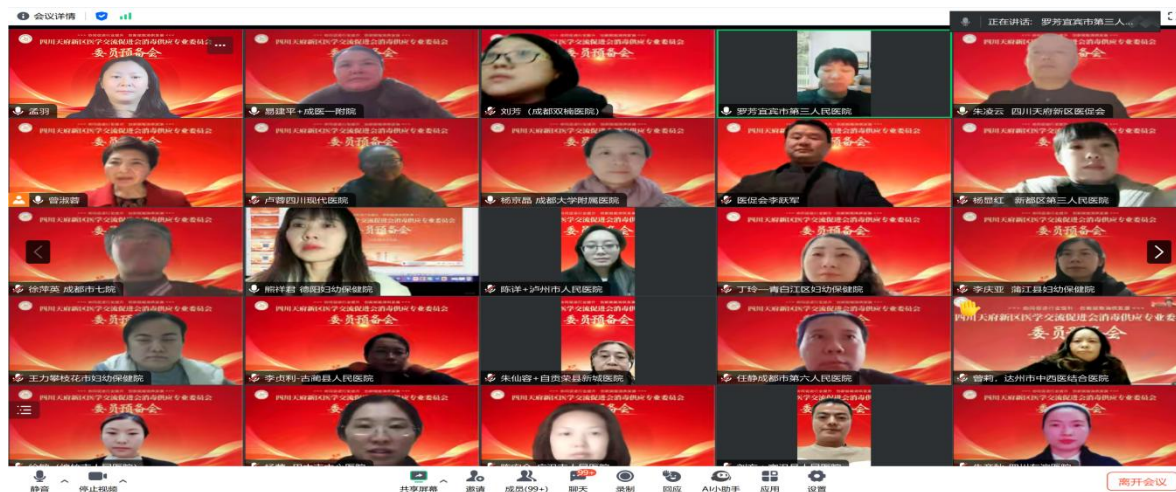 会议详情
正在讲话: 罗芳宜宾市第三人...
四川天府新区医学交流促进会消毒供应专业委员会
委员预备会
孟羽
易建平+成医一附院
刘芳（成都双楠医院）
罗芳宜宾市第三人民医院
朱凌云 四川天府新区医促会
曾淑蓉
卢蓉四川现代医院
杨京晶 成都大学附属医院
医促会李跃军
杨显红 新都区第三人民医院
徐萍英 成都市七院
熊祥君 德阳妇幼保健院
陈洋+泸州市人民医院
丁玲—青白江区妇幼保健院
李庆亚 蒲江县妇幼保健院
王力攀枝花市妇幼保健院
李贞利-古蔺县人民医院
朱仙容+自贡荣县新城医院
任静成都市第六人民医院
曾莉，达州市中西医结合医院
静音
停止视频
共享屏幕
邀请
成员(99+)
99+
聊天
录制
回应
AI小助手
应用
设置
离开会议